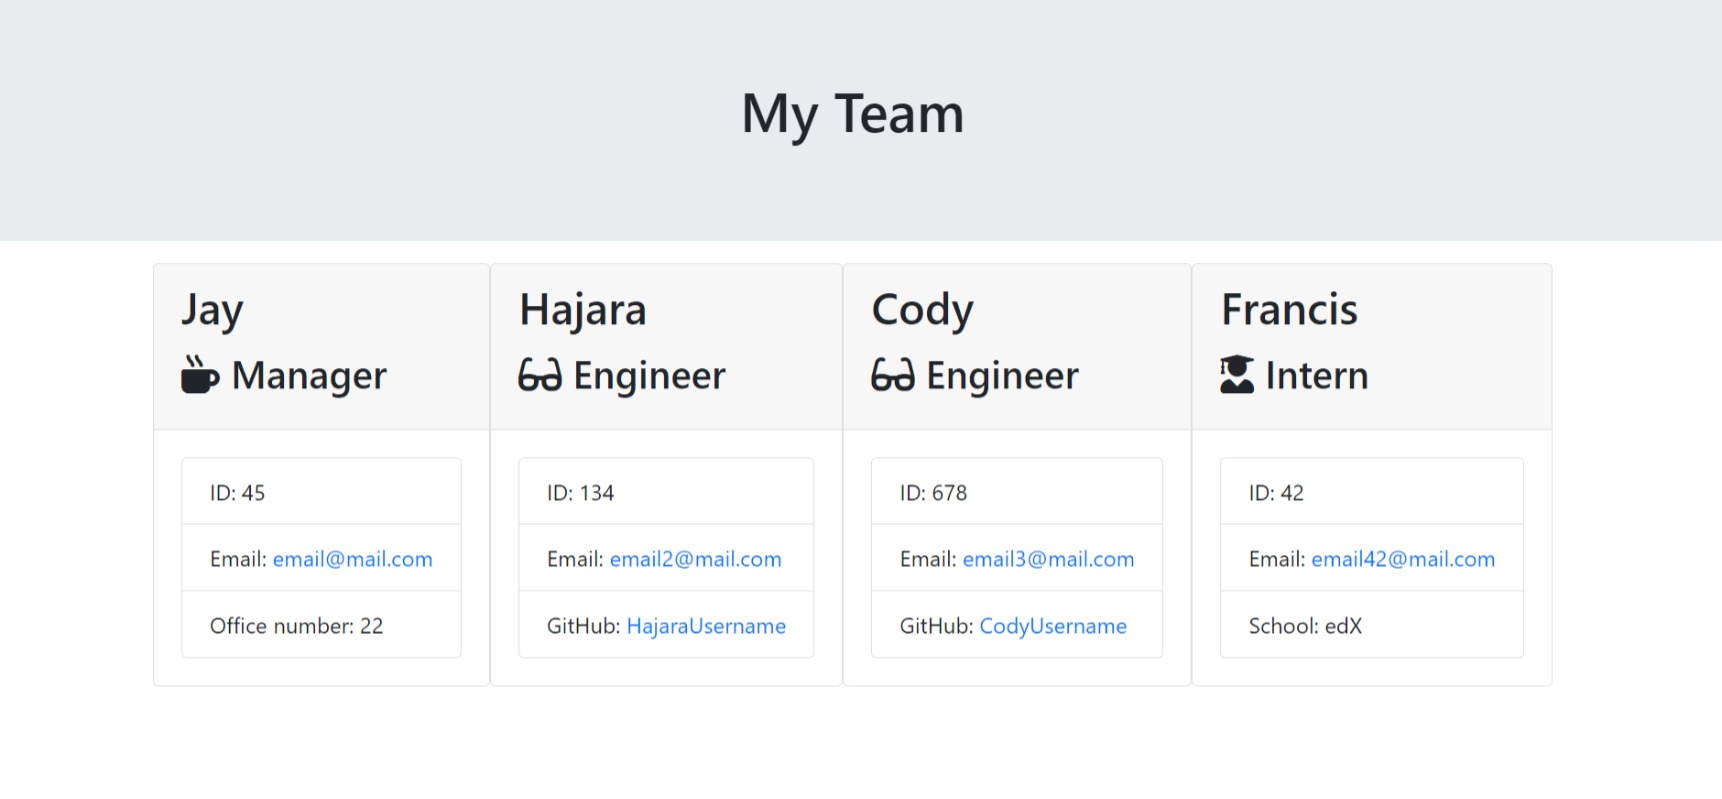 My Team
Jay
Manager
ID: 45
Email: email@mail.com
Office number: 22
Hajara
Engineer
ID: 134
Email: email2@mail.com
GitHub: HajaraUsername
Cody
Engineer
ID: 678
Email: email3@mail.com
GitHub: CodyUsername
Francis
Intern
ID: 42
Email: email42@mail.com
School: edX